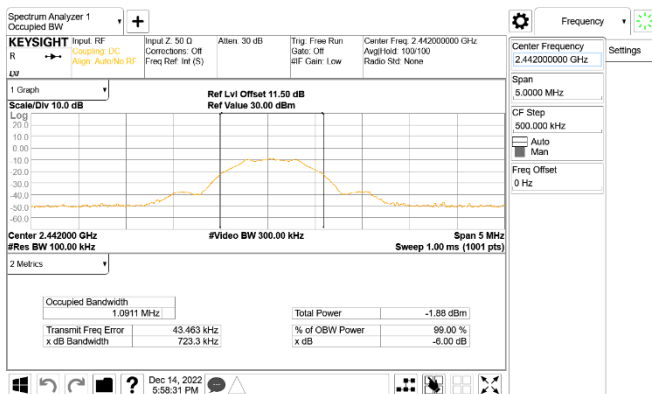 Spectrum Analyzer 1
Occupied BW
Frequency
KEYSIGHT
R
LXI
Input: RF
Coupling: DC
Align: Auto/No RF
Input Z: 50 Ω
Corrections: Off
Freq Ref: Int (S)
Atten: 30 dB
Trig: Free Run
Gate: Off
#IF Gain: Low
Center Freq: 2.442000000 GHz
Avg|Hold: 100/100
Radio Std: None
Center Frequency
2.442000000 GHz
Settings
Span
5.0000 MHz
CF Step
500.000 kHz
Auto
Man
Freq Offset
0 Hz
1 Graph
Scale/Div 10.0 dB
Ref Lvl Offset 11.50 dB
Ref Value 30.00 dBm
Log
20.0
10.0
0.00
-10.0
-20.0
-30.0
-40.0
-50.0
-60.0
Center 2.442000 GHz
#Res BW 100.00 kHz
#Video BW 300.00 kHz
Span 5 MHz
Sweep 1.00 ms (1001 pts)
2 Metrics
Occupied Bandwidth
1.0911 MHz
Transmit Freq Error 43.463 kHz
x dB Bandwidth 723.3 kHz
Total Power -1.88 dBm
% of OBW Power 99.00 %
x dB -6.00 dB
?
Dec 14, 2022
5:58:31 PM